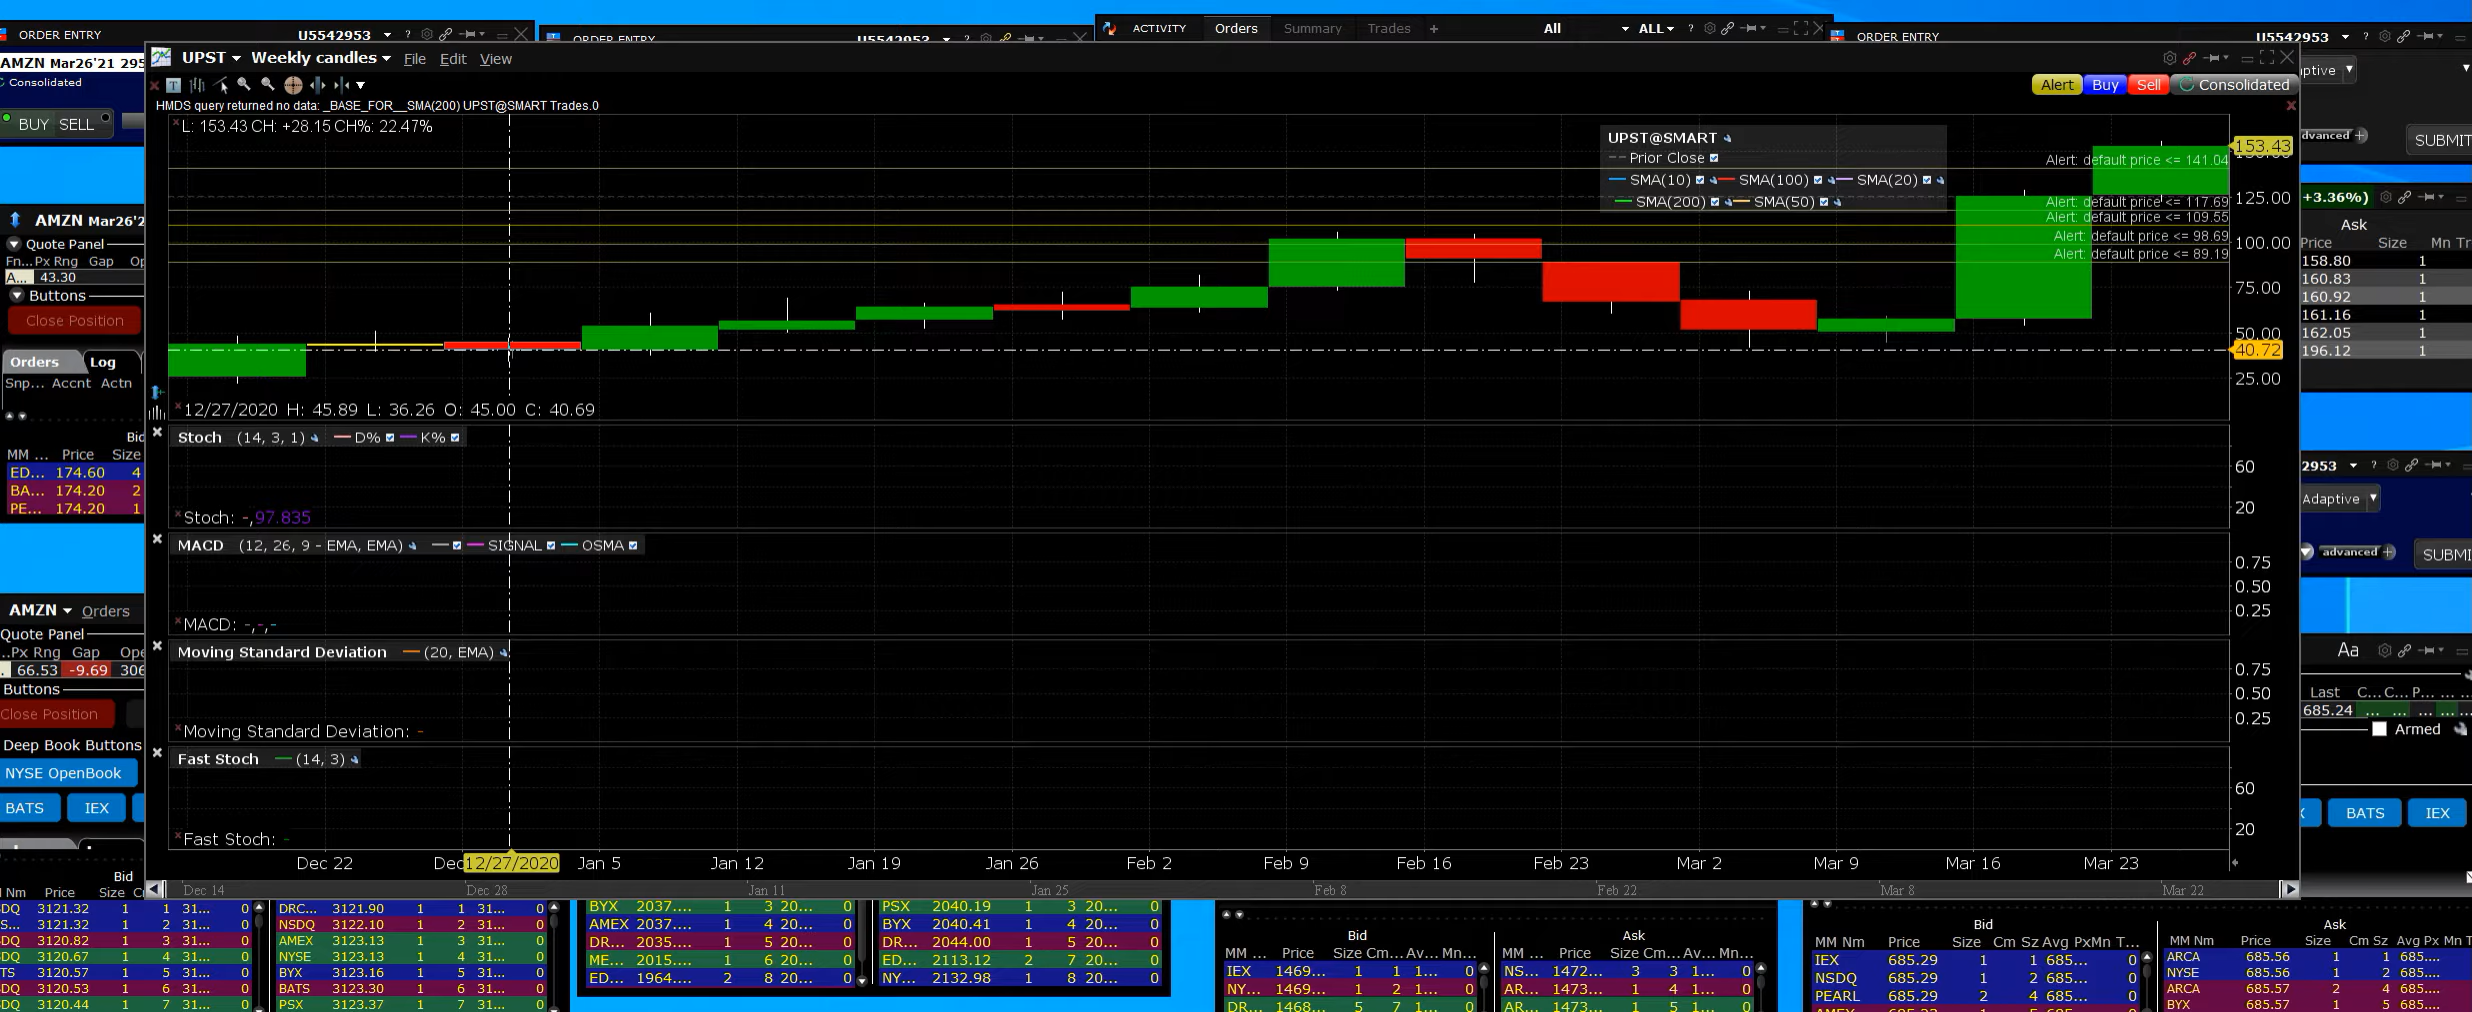 ORDER ENTRY U5542953 ?
ORDER ENTRY U5542953 ?
ACTIVITY Orders Summary Trades + All ALL ?
ORDER ENTRY U5542953 ?
AMZN Mar26'21 295
Consolidated
BUY SELL
UPST Weekly candles File Edit View
Alert Buy Sell Consolidated
HMDS query returned no data: _BASE_FOR__SMA(200) UPST@SMART Trades.0
L: 153.43 CH: +28.15 CH%: 22.47%
UPST@SMART
Prior Close
SMA(10) SMA(100) SMA(20)
SMA(200) SMA(50)
Alert: default price <= 141.04
Alert: default price <= 117.69
Alert: default price <= 109.55
Alert: default price <= 98.69
Alert: default price <= 89.19
153.43
125.00
100.00
75.00
50.00
40.72
25.00
12/27/2020 H: 45.89 L: 36.26 O: 45.00 C: 40.69
Stoch (14, 3, 1) D% K%
60
20
Stoch: -,97.835
MACD (12, 26, 9 - EMA, EMA) SIGNAL OSMA
0.75
0.50
0.25
MACD: -,-,-
Moving Standard Deviation (20, EMA)
0.75
0.50
0.25
Moving Standard Deviation: -
Fast Stoch (14, 3)
60
20
Fast Stoch: -
Dec 22 Dec 12/27/2020 Jan 5 Jan 12 Jan 19 Jan 26 Feb 2 Feb 9 Feb 16 Feb 23 Mar 2 Mar 9 Mar 16 Mar 23
Dec 14 Dec 28 Jan 11 Jan 25 Feb 8 Feb 22 Mar 8 Mar 22
AMZN Mar26'2
Quote Panel
Fn... Px Rng Gap Op
A... 43.30
Buttons
Close Position
Orders Log
Snp... Accnt Actn
Bid
MM ... Price Size
ED... 174.60 4
BA... 174.20 2
PE... 174.20 1
AMZN Orders
Quote Panel
..Px Rng Gap Ope
66.53 -9.69 306
Buttons
Close Position
Deep Book Buttons
NYSE OpenBook
BATS IEX
ptive
advanced +
SUBMIT
+3.36%)
Ask
Price Size Mn Tr
158.80 1
160.83 1
160.92 1
161.16 1
162.05 1
196.12 1
2953 ?
Adaptive
advanced +
SUBMI
Aa
Last C... C... P... ... ...
685.24 ... ... ... ... ...
Armed
X BATS IEX
Bid
Nm Price Size C
DQ 3121.32 1 1 31... 0
S... 3121.32 1 2 31... 0
DQ 3120.82 1 3 31... 0
DQ 3120.67 1 4 31... 0
TS 3120.57 1 5 31... 0
DQ 3120.53 1 6 31... 0
DQ 3120.44 1 7 31... 0
DRC... 3121.90 1 1 31... 0
NSDQ 3122.10 1 2 31... 0
AMEX 3123.13 1 3 31... 0
NYSE 3123.13 1 4 31... 0
BYX 3123.16 1 5 31... 0
BATS 3123.30 1 6 31... 0
PSX 3123.37 1 7 31... 0
BYX 2037.... 1 3 20... 0
AMEX 2037.... 1 4 20... 0
DR... 2035.... 1 5 20... 0
ME... 2015.... 1 6 20... 0
ED... 1964.... 2 8 20... 0
PSX 2040.19 1 3 20... 0
BYX 2040.41 1 4 20... 0
DR... 2044.00 1 5 20... 0
ED... 2113.12 2 7 20... 0
NY... 2132.98 1 8 20... 0
Bid
MM ... Price Size Cm... Av... Mn...
IEX 1469... 1 1 1... 0
NY... 1469... 1 2 1... 0
DR... 1468... 5 7 1... 0
Ask
MM ... Price Size Cm... Av... Mn...
NS... 1472... 3 3 1... 0
AR... 1473... 1 4 1... 0
AR... 1473... 1 5 1... 0
Bid
MM Nm Price Size Cm Sz Avg Px Mn T...
IEX 685.29 1 1 685... 0
NSDQ 685.29 1 2 685... 0
PEARL 685.29 2 4 685... 0
Ask
MM Nm Price Size Cm Sz Avg Px Mn T
ARCA 685.56 1 1 685.... 0
NYSE 685.56 1 2 685.... 0
ARCA 685.57 2 4 685.... 0
BYX 685.57 1 5 685.... 0